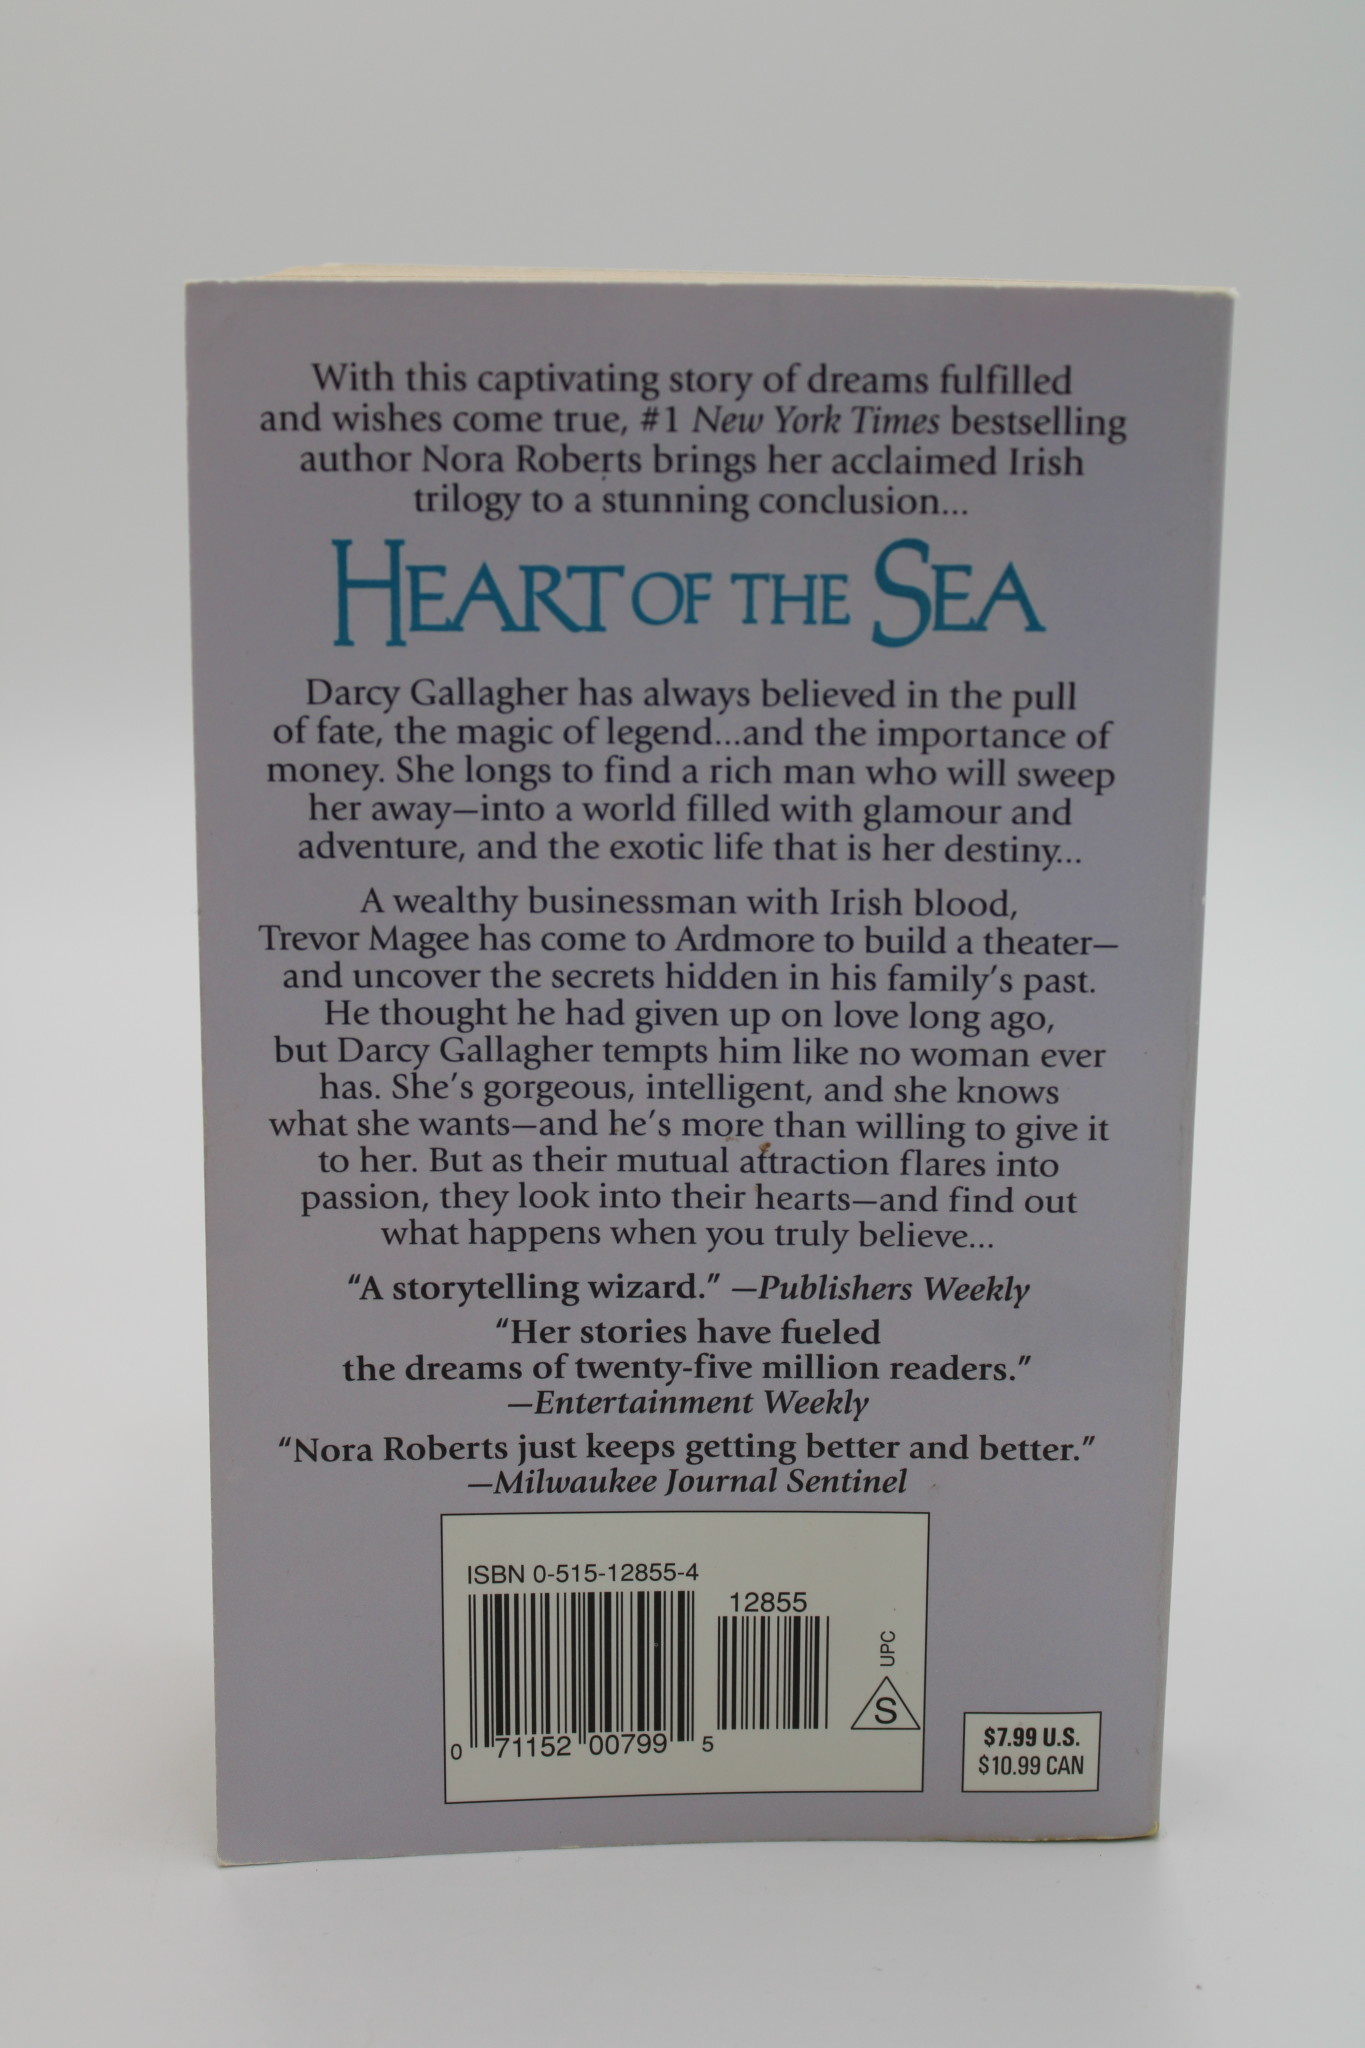 With this captivating story of dreams fulfilled
and wishes come true, #1 New York Times bestselling
author Nora Roberts brings her acclaimed Irish
trilogy to a stunning conclusion...
HEART OF THE SEA
Darcy Gallagher has always believed in the pull
of fate, the magic of legend...and the importance of
money. She longs to find a rich man who will sweep
her away—into a world filled with glamour and
adventure, and the exotic life that is her destiny...
A wealthy businessman with Irish blood,
Trevor Magee has come to Ardmore to build a theater—
and uncover the secrets hidden in his family's past.
He thought he had given up on love long ago,
but Darcy Gallagher tempts him like no woman ever
has. She's gorgeous, intelligent, and she knows
what she wants—and he's more than willing to give it
to her. But as their mutual attraction flares into
passion, they look into their hearts—and find out
what happens when you truly believe...
“A storytelling wizard.” —Publishers Weekly
“Her stories have fueled
the dreams of twenty-five million readers.”
—Entertainment Weekly
“Nora Roberts just keeps getting better and better.”
—Milwaukee Journal Sentinel
ISBN 0-515-12855-4
12855
UPC
S
0 71152 00799 5
$7.99 U.S.
$10.99 CAN